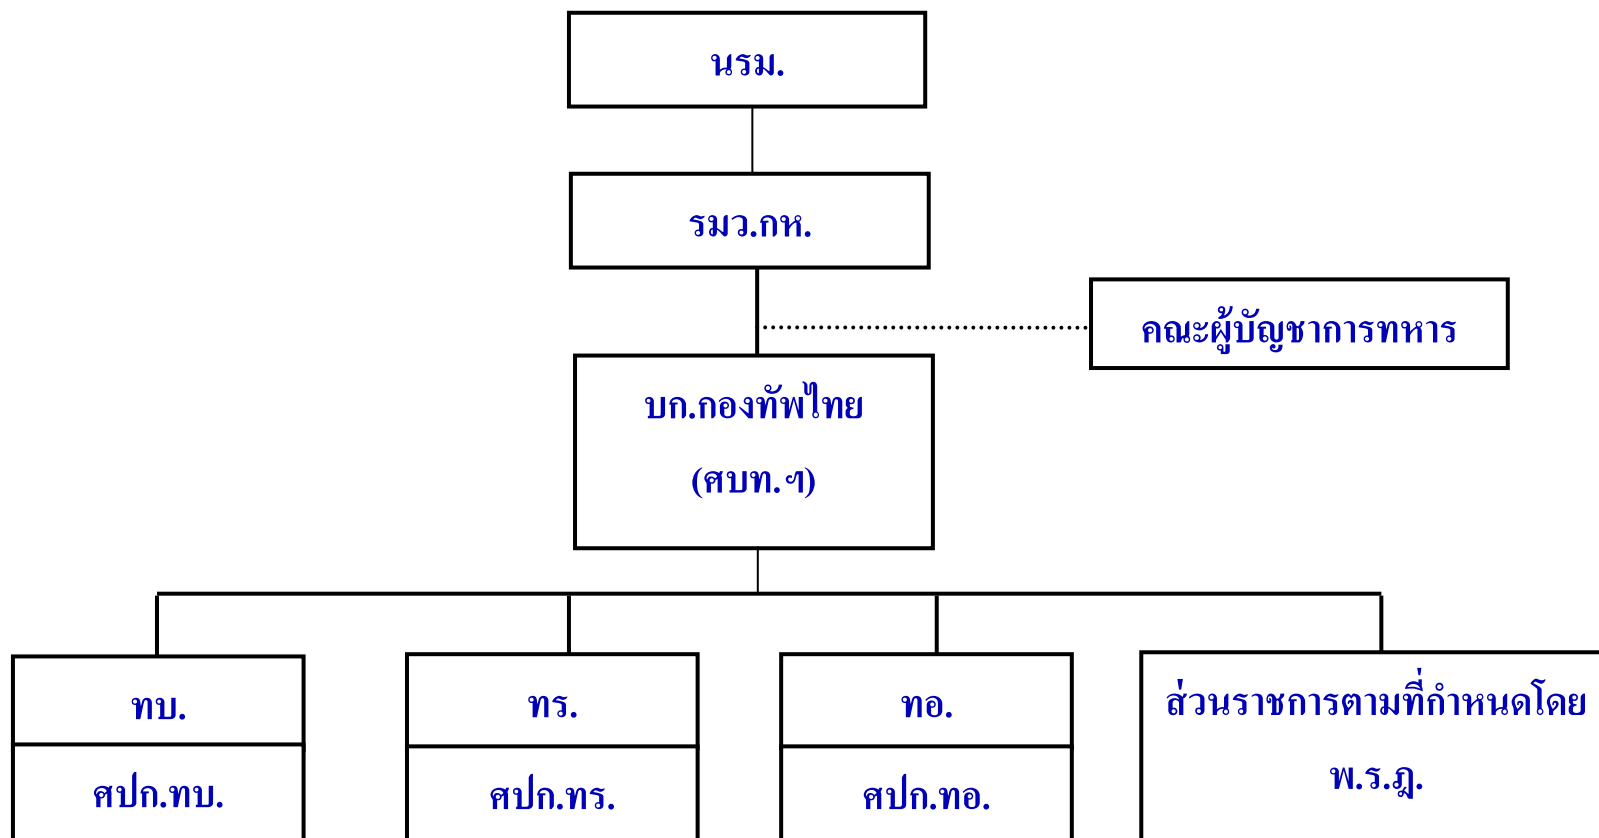 นรม.
รมว.กห.
คณะผู้บัญชาการทหาร
บก.กองทัพไทย
(ศบท.ฯ)
ทบ.
ทร.
ทอ.
ส่วนราชการตามที่กำหนดโดย
พ.ร.ฎ.
ศปก.ทบ.
ศปก.ทร.
ศปก.ทอ.